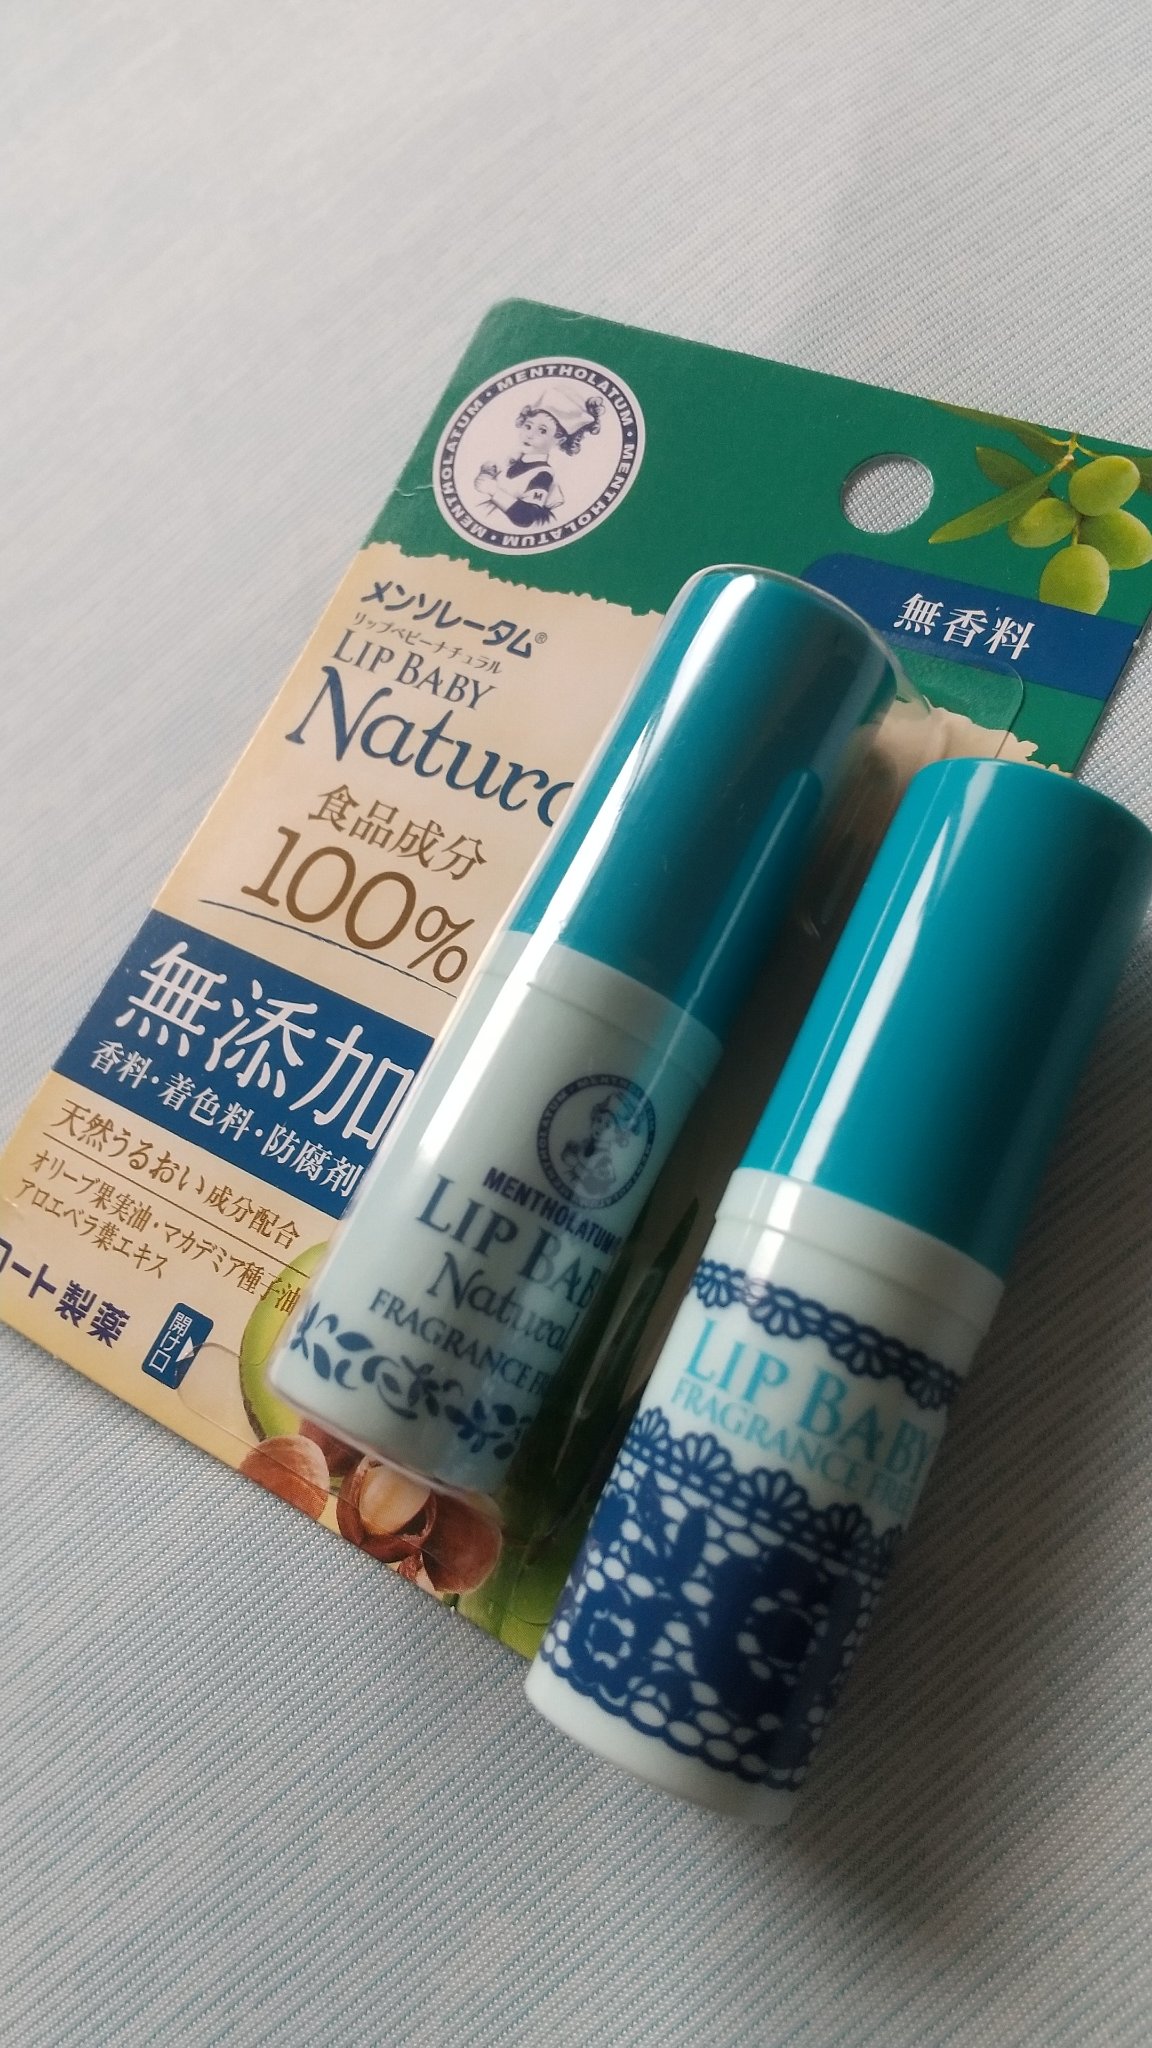 MENTHOLATUM・MENTHOLATUM・MENTHOLATUM・
メンソレータム®
リップベビーナチュラル
LIP BABY
Natura
食品成分
100%
無香料
無添加
香料・着色料・防腐剤
天然うるおい成分配合
オリーブ果実油・マカデミア種子油
アロエベラ葉エキス
ロート製薬
開け口
MENTHOLATUM
MENTHOLATUM
LIP BAB
Natural
FRAGRANCE FR
LIP BABY
FRAGRANCE FREE